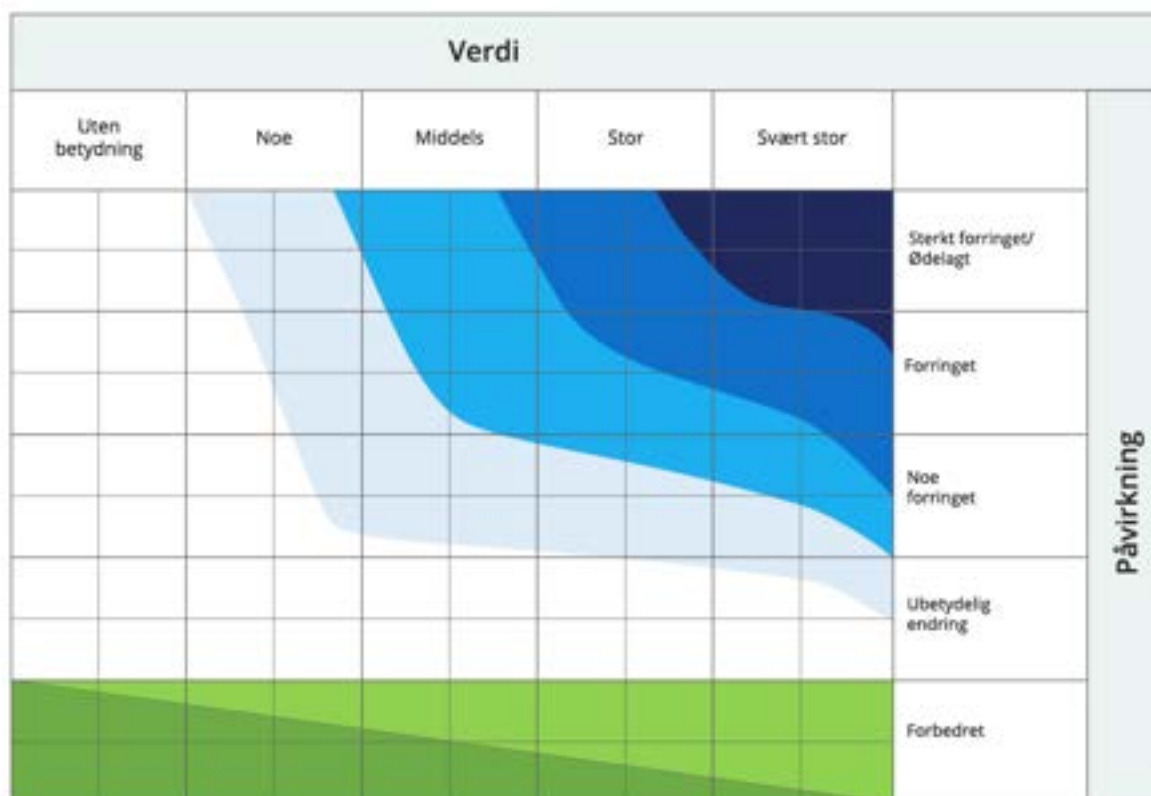 Verdi
Uten
betydning
Noe
Middels
Stor
Svært stor
Sterkt forringet/
Ødelagt
Forringet
Noe
forringet
Ubetydelig
endring
Forbedret
Påvirkning